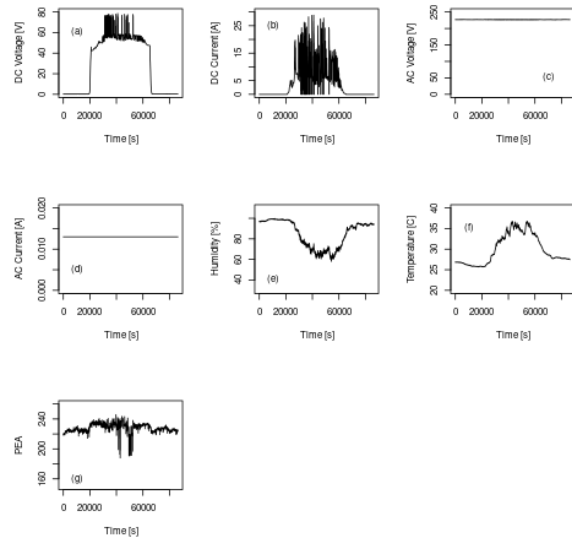 DC Voltage [V]
0 20 40 60 80
(a)
0 20000 60000
Time [s]
DC Current [A]
0 5 15 25
(b)
0 20000 60000
Time [s]
AC Voltage [V]
0 50 150 250
(c)
0 20000 60000
Time [s]
AC Current [A]
0.000 0.010 0.020
(d)
0 20000 60000
Time [s]
Humidity [%]
40 60 80
(e)
0 20000 60000
Time [s]
Temperature [C]
20 25 30 35 40
(f)
0 20000 60000
Time [s]
PEA
160 200 240
(g)
0 20000 60000
Time [s]